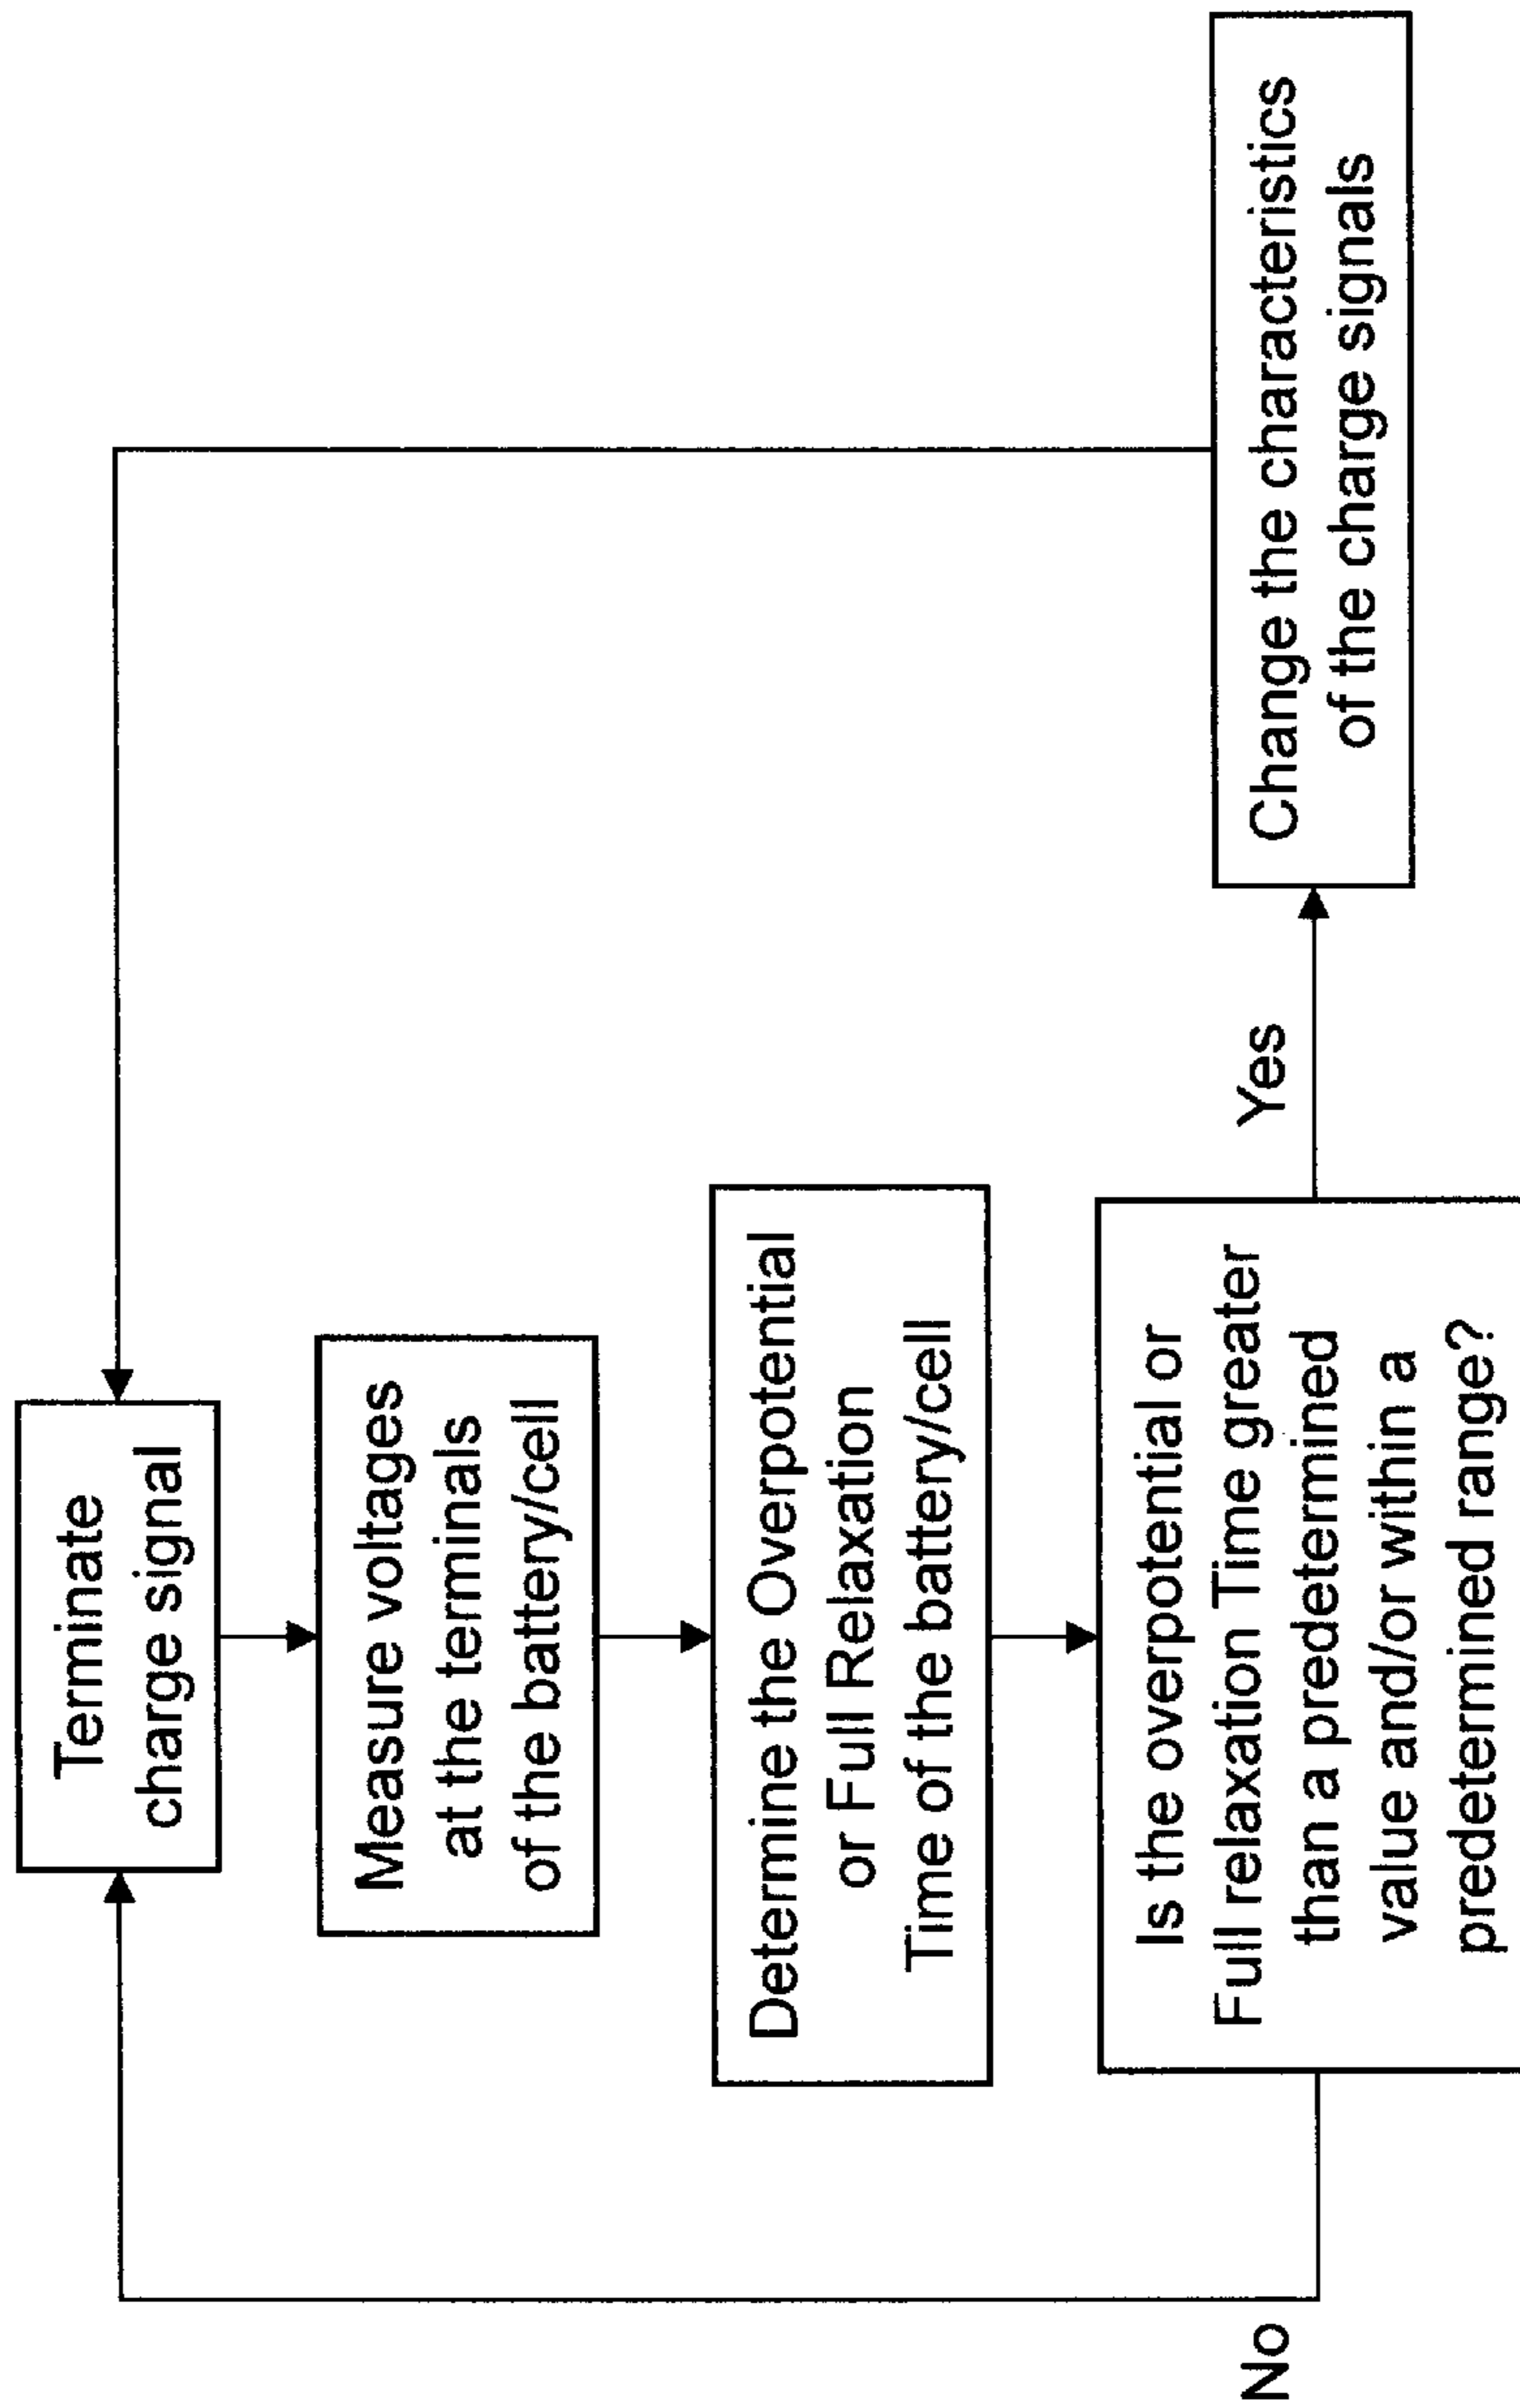 Terminate
charge signal
Measure voltages
at the terminals
of the battery/cell
Determine the Overpotential
or Full Relaxation
Time of the battery/cell
Is the overpotential or
Full relaxation Time greater
than a predetermined
value and/or within a
predetermined range?
No
Yes
Change the characteristics
of the charge signals